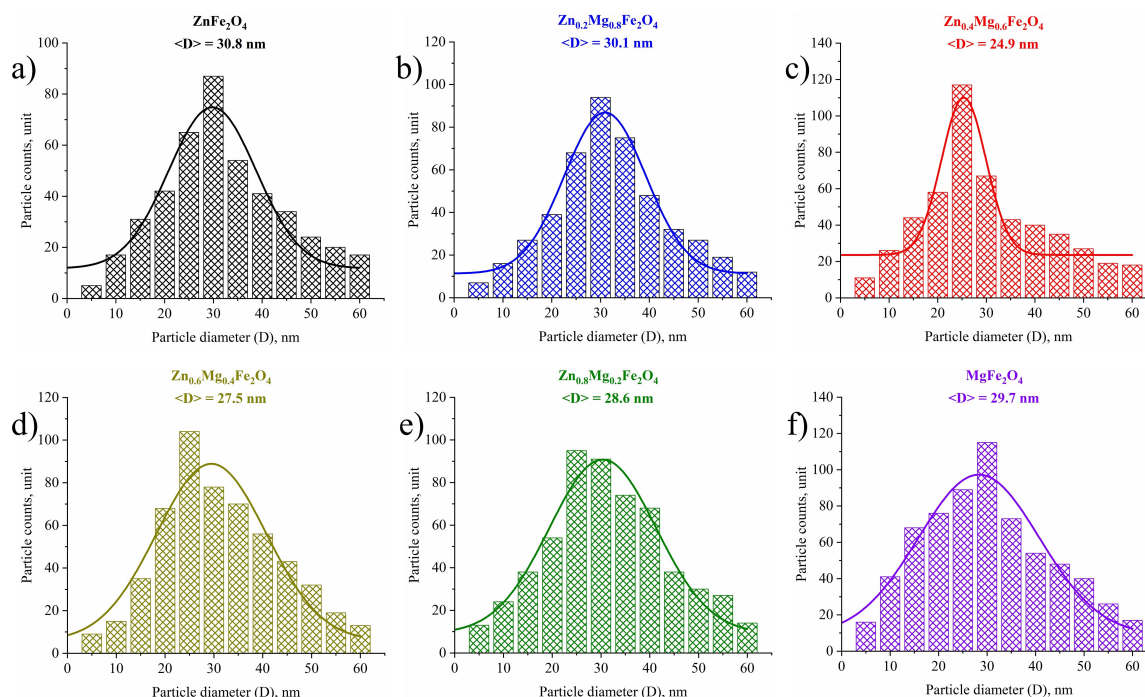 ZnFe₂O₄
<D> = 30.8 nm
a)
Particle counts, unit
100
80
60
40
20
0
0 10 20 30 40 50 60
Particle diameter (D), nm
Zn₀.₂Mg₀.₈Fe₂O₄
<D> = 30.1 nm
b)
Particle counts, unit
120
100
80
60
40
20
0
0 10 20 30 40 50 60
Particle diameter (D), nm
Zn₀.₄Mg₀.₆Fe₂O₄
<D> = 24.9 nm
c)
Particle counts, unit
140
120
100
80
60
40
20
0
0 10 20 30 40 50 60
Particle diameter (D), nm
Zn₀.₆Mg₀.₄Fe₂O₄
<D> = 27.5 nm
d)
Particle counts, unit
120
100
80
60
40
20
0
0 10 20 30 40 50 60
Particle diameter (D), nm
Zn₀.₈Mg₀.₂Fe₂O₄
<D> = 28.6 nm
e)
Particle counts, unit
120
100
80
60
40
20
0
0 10 20 30 40 50 60
Particle diameter (D), nm
MgFe₂O₄
<D> = 29.7 nm
f)
Particle counts, unit
140
120
100
80
60
40
20
0
0 10 20 30 40 50 60
Particle diameter (D), nm